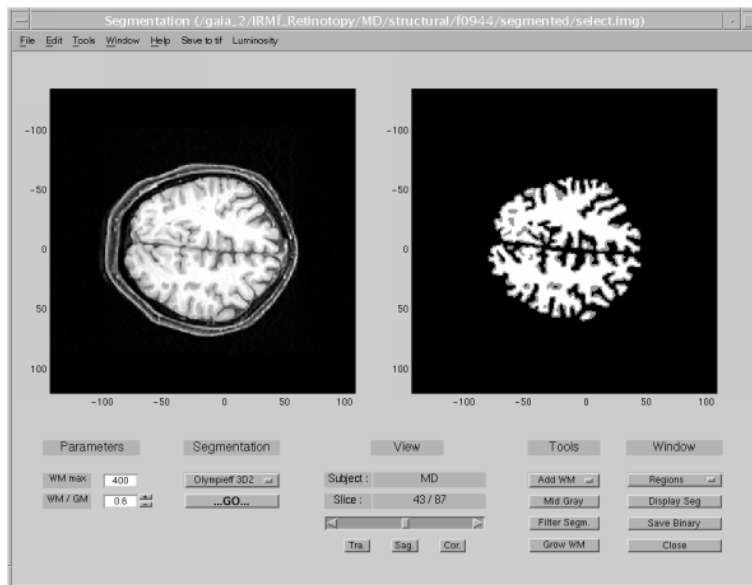 Segmentation (/gaia_2/IRMf_Retinotopy/MD/structural/f0944/segmented/select.img)
File Edit Tools Window Help Save to tif Luminosity
-100 -100
-50 -50
0 0
50 50
100 100
-100 -50 0 50 100 -100 -50 0 50 100
Parameters Segmentation View Tools Window
WM max 400 Olympieff 3D2 Subject : MD Add WM Regions
WM / GM 0.6 ...GO... Slice : 43 / 87 Mid Gray Display Seg
Filter Segm. Save Binary
Tra. Sag. Cor. Grow WM Close